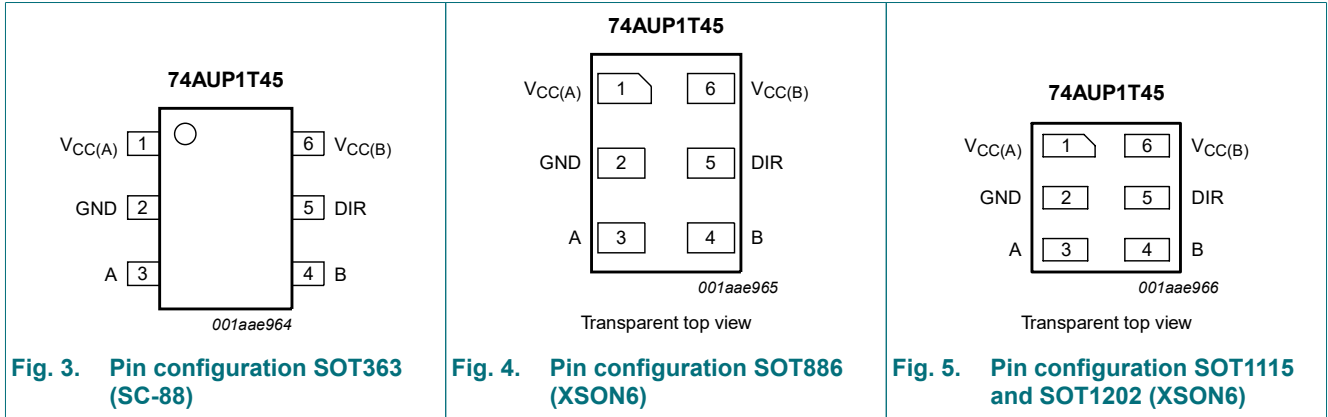 74AUP1T45
VCC(A) 1 6 VCC(B)
GND 2 5 DIR
A 3 4 B
001aae964
Fig. 3. Pin configuration SOT363
(SC-88)
74AUP1T45
VCC(A) 1 6 VCC(B)
GND 2 5 DIR
A 3 4 B
001aae965
Transparent top view
Fig. 4. Pin configuration SOT886
(XSON6)
74AUP1T45
VCC(A) 1 6 VCC(B)
GND 2 5 DIR
A 3 4 B
001aae966
Transparent top view
Fig. 5. Pin configuration SOT1115
and SOT1202 (XSON6)